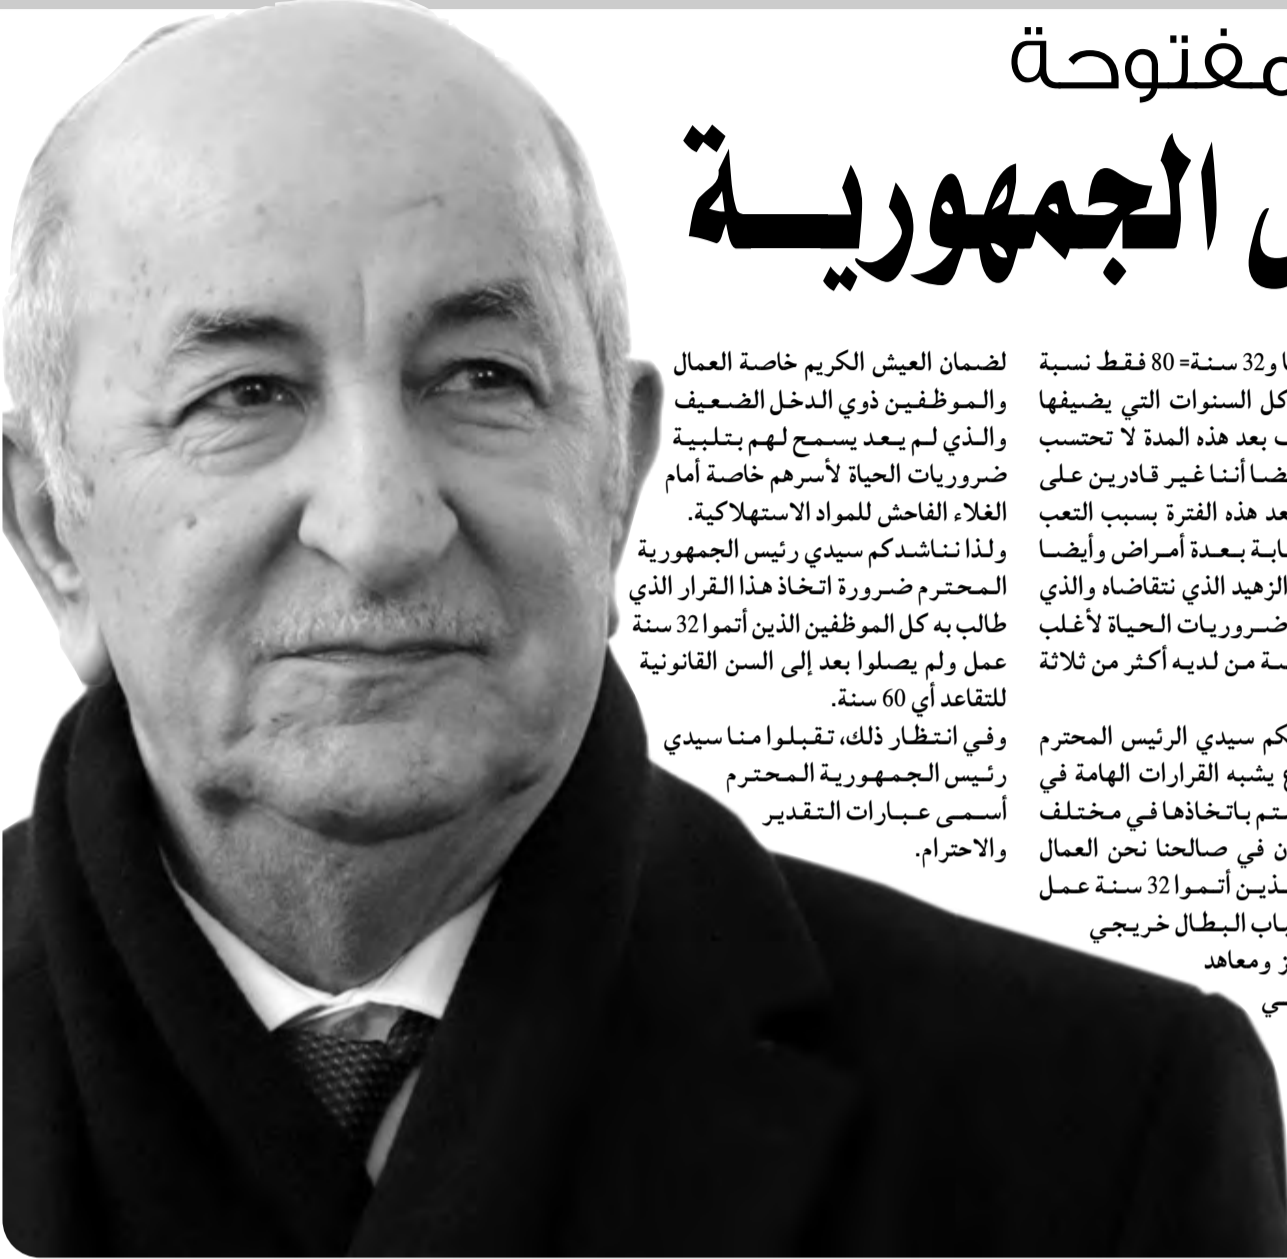 مفتوحة
الجمهورية
و32 سنة= 80 فقط نسبة
كل السنوات التي يضيفها
بعد هذه المدة لا تحتسب
أننا غير قادرين على
هذه الفترة بسبب التعب
بعدة أمراض وأيضا
الزهيد الذي نتقاضاه والذي
ضروريات الحياة لأغلب
من لديه أكثر من ثلاثة
سيدي الرئيس المحترم
يشبه القرارات الهامة في
باتخاذها في مختلف
في صالحنا نحن العمال
أتموا 32 سنة عمل
البطال خريجي
ومعاهد
لضمان العيش الكريم خاصة العمال
والموظفين ذوي الدخل الضعيف
والذي لم يعد يسمح لهم بتلبية
ضروريات الحياة لأسرهم خاصة أمام
الغلاء الفاحش للمواد الاستهلاكية.
ولذا نناشدكم سيدي رئيس الجمهورية
المحترم ضرورة اتخاذ هذا القرار الذي
طالب به كل الموظفين الذين أتموا 32 سنة
عمل ولم يصلوا بعد إلى السن القانونية
للتقاعد أي 60 سنة.
وفي انتظار ذلك، تقبلوا منا سيدي
رئيس الجمهورية المحترم
أسمى عبارات التقدير
والاحترام.